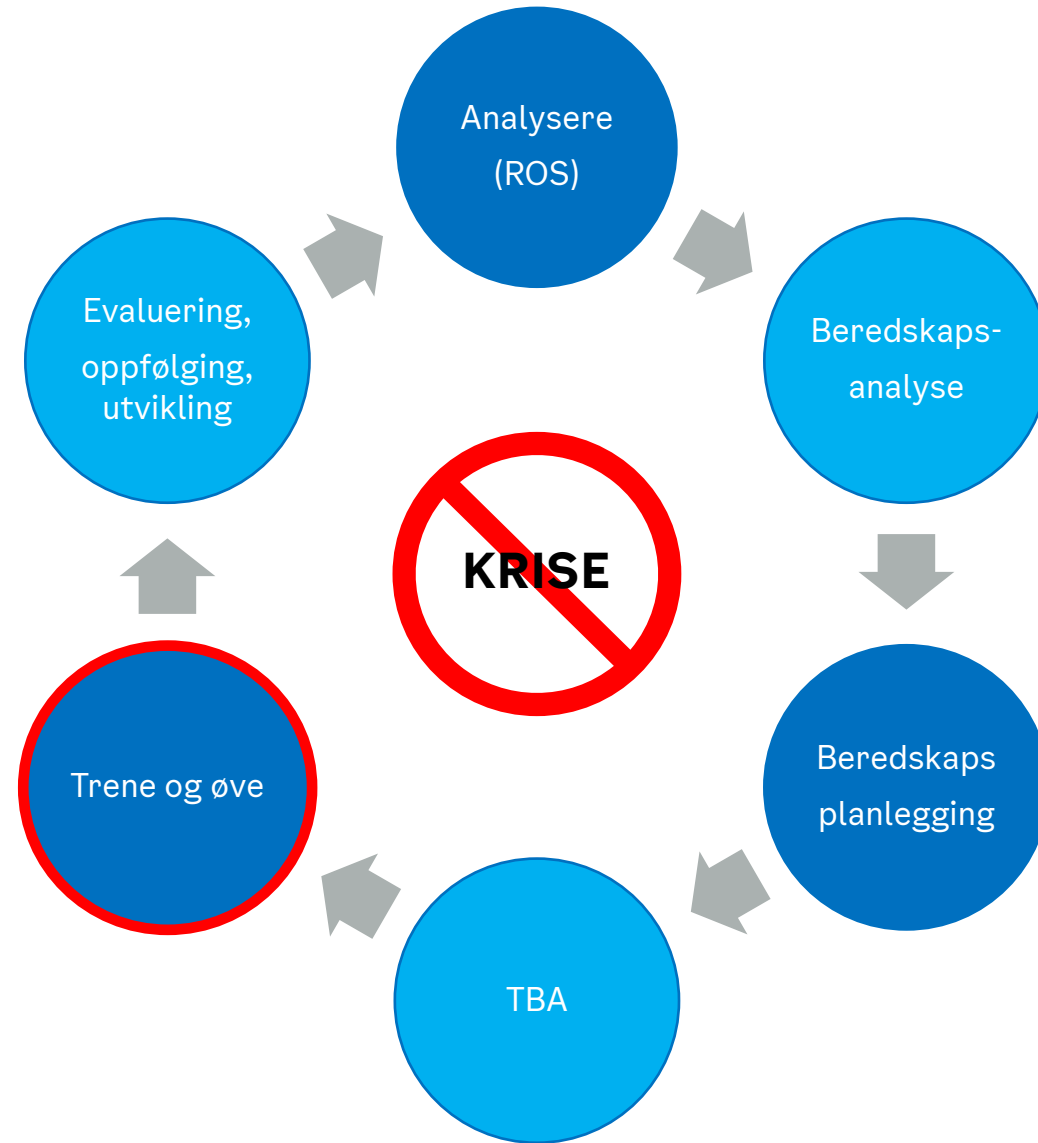 Analysere
(ROS)
Beredskaps-
analyse
Beredskaps
planlegging
TBA
Trene og øve
Evaluering,
oppfølging,
utvikling
KRISE